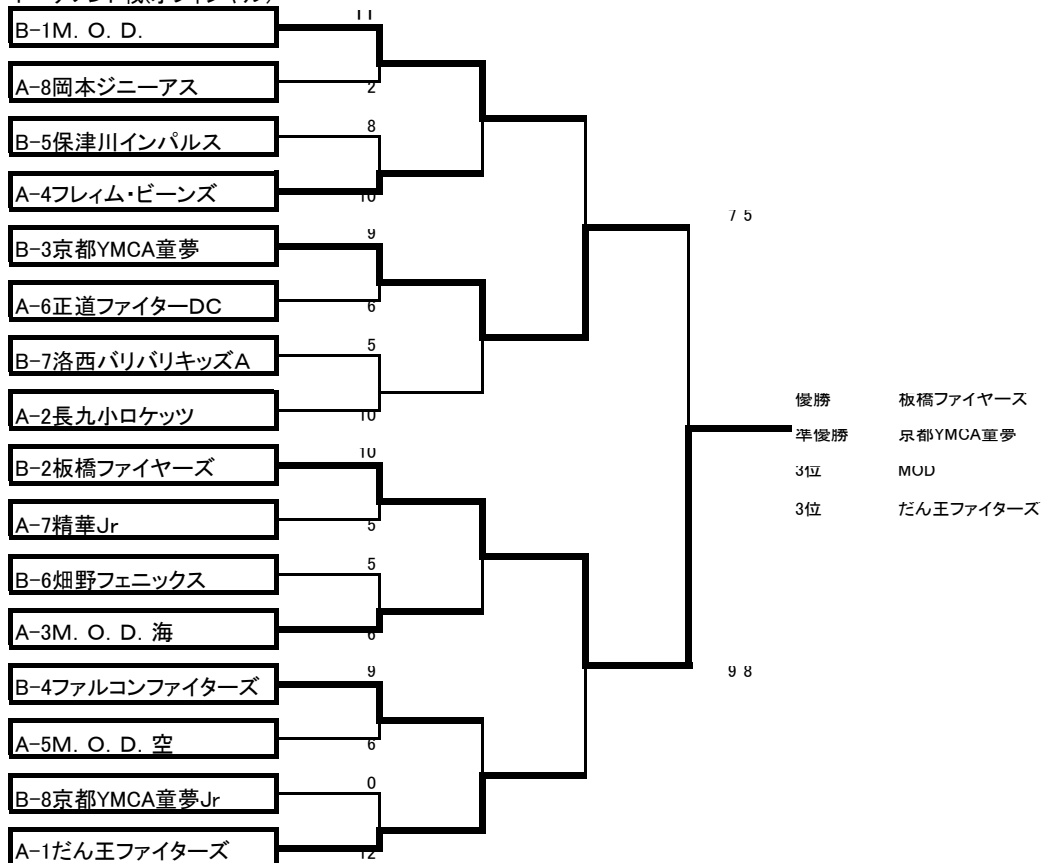 B-1M. O. D.
11
A-8岡本ジニーアス
2
B-5保津川インパルス
8
A-4フレィム・ビーンズ
10
7 5
B-3京都YMCA童夢
9
A-6正道ファイターDC
6
B-7洛西バリバリキッズA
5
A-2長九小ロケッツ
10
優勝 板橋ファイヤーズ
準優勝 京都YMCA童夢
3位 MOD
3位 だん王ファイターズ
B-2板橋ファイヤーズ
10
A-7精華Jr
5
B-6畑野フェニックス
5
A-3M. O. D. 海
6
B-4ファルコンファイターズ
9
9 8
A-5M. O. D. 空
6
B-8京都YMCA童夢Jr
0
A-1だん王ファイターズ
12